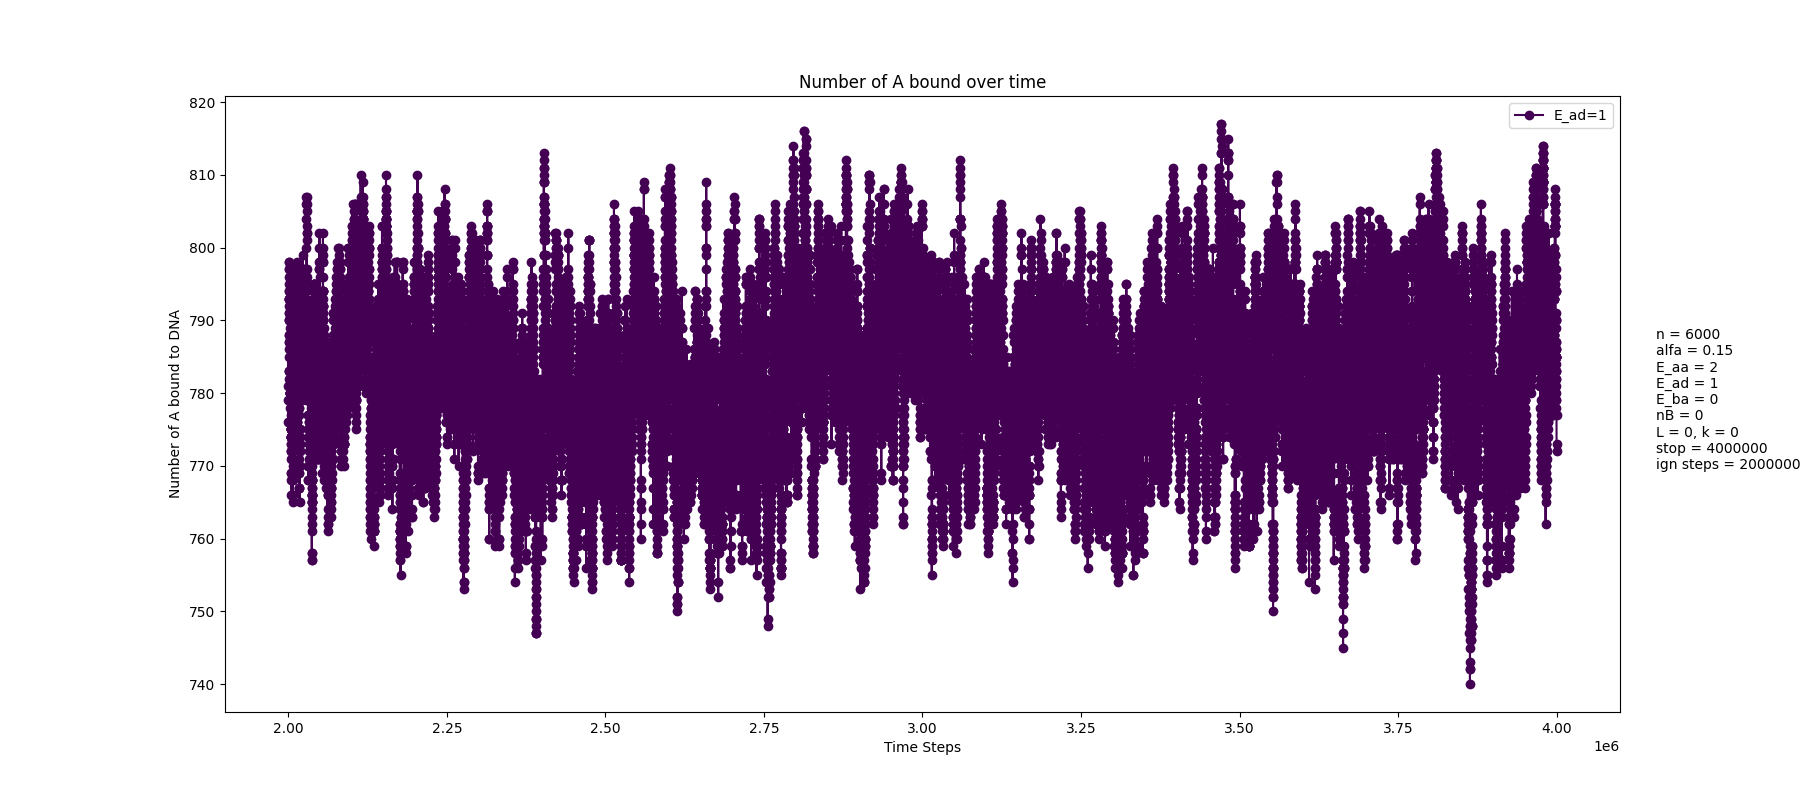 Number of A bound over time
820
810
800
790
780
770
760
750
740
Number of A bound to DNA
E_ad=1
n = 6000
alfa = 0.15
E_aa = 2
E_ad = 1
E_ba = 0
nB = 0
L = 0, k = 0
stop = 4000000
ign steps = 2000000
2.00 2.25 2.50 2.75 3.00 3.25 3.50 3.75 4.00
1e6
Time Steps